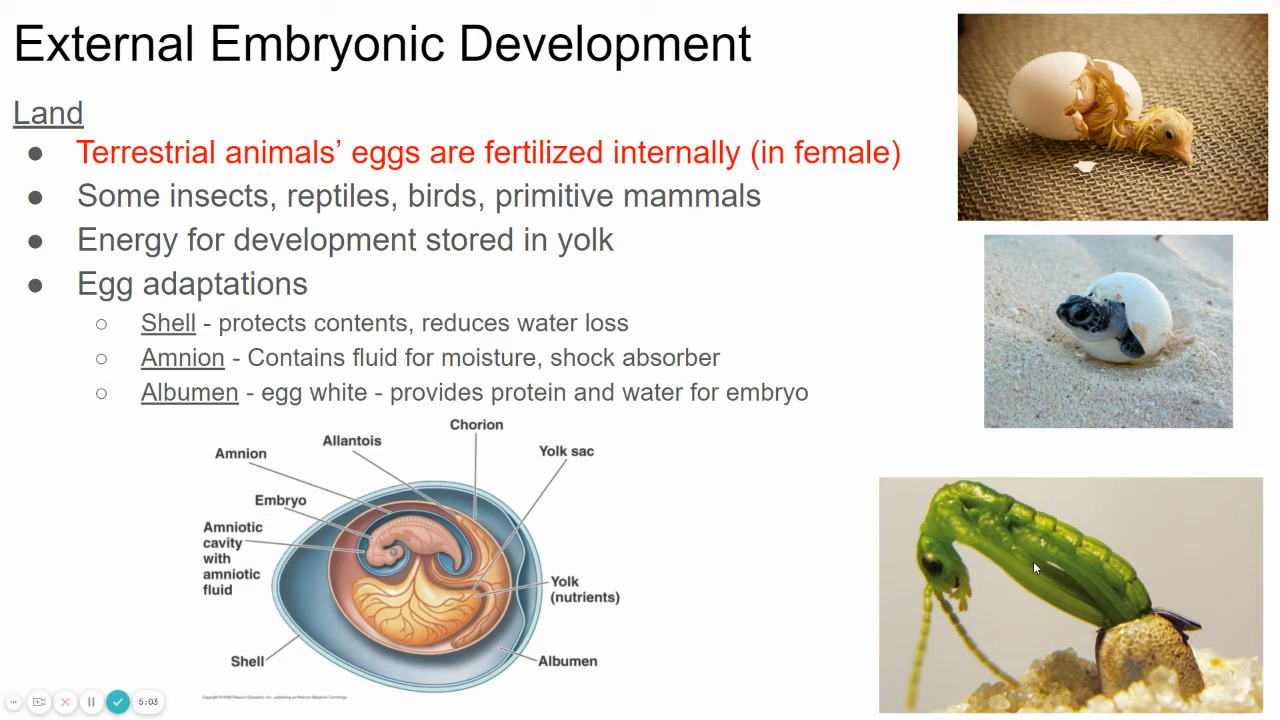 External Embryonic Development
Land
● Terrestrial animals’ eggs are fertilized internally (in female)
● Some insects, reptiles, birds, primitive mammals
● Energy for development stored in yolk
● Egg adaptations
○ Shell - protects contents, reduces water loss
○ Amnion - Contains fluid for moisture, shock absorber
○ Albumen - egg white - provides protein and water for embryo
Chorion
Allantois
Amnion
Yolk sac
Embryo
Amniotic
cavity
with
amniotic
fluid
Yolk
(nutrients)
Shell
Albumen
5:03